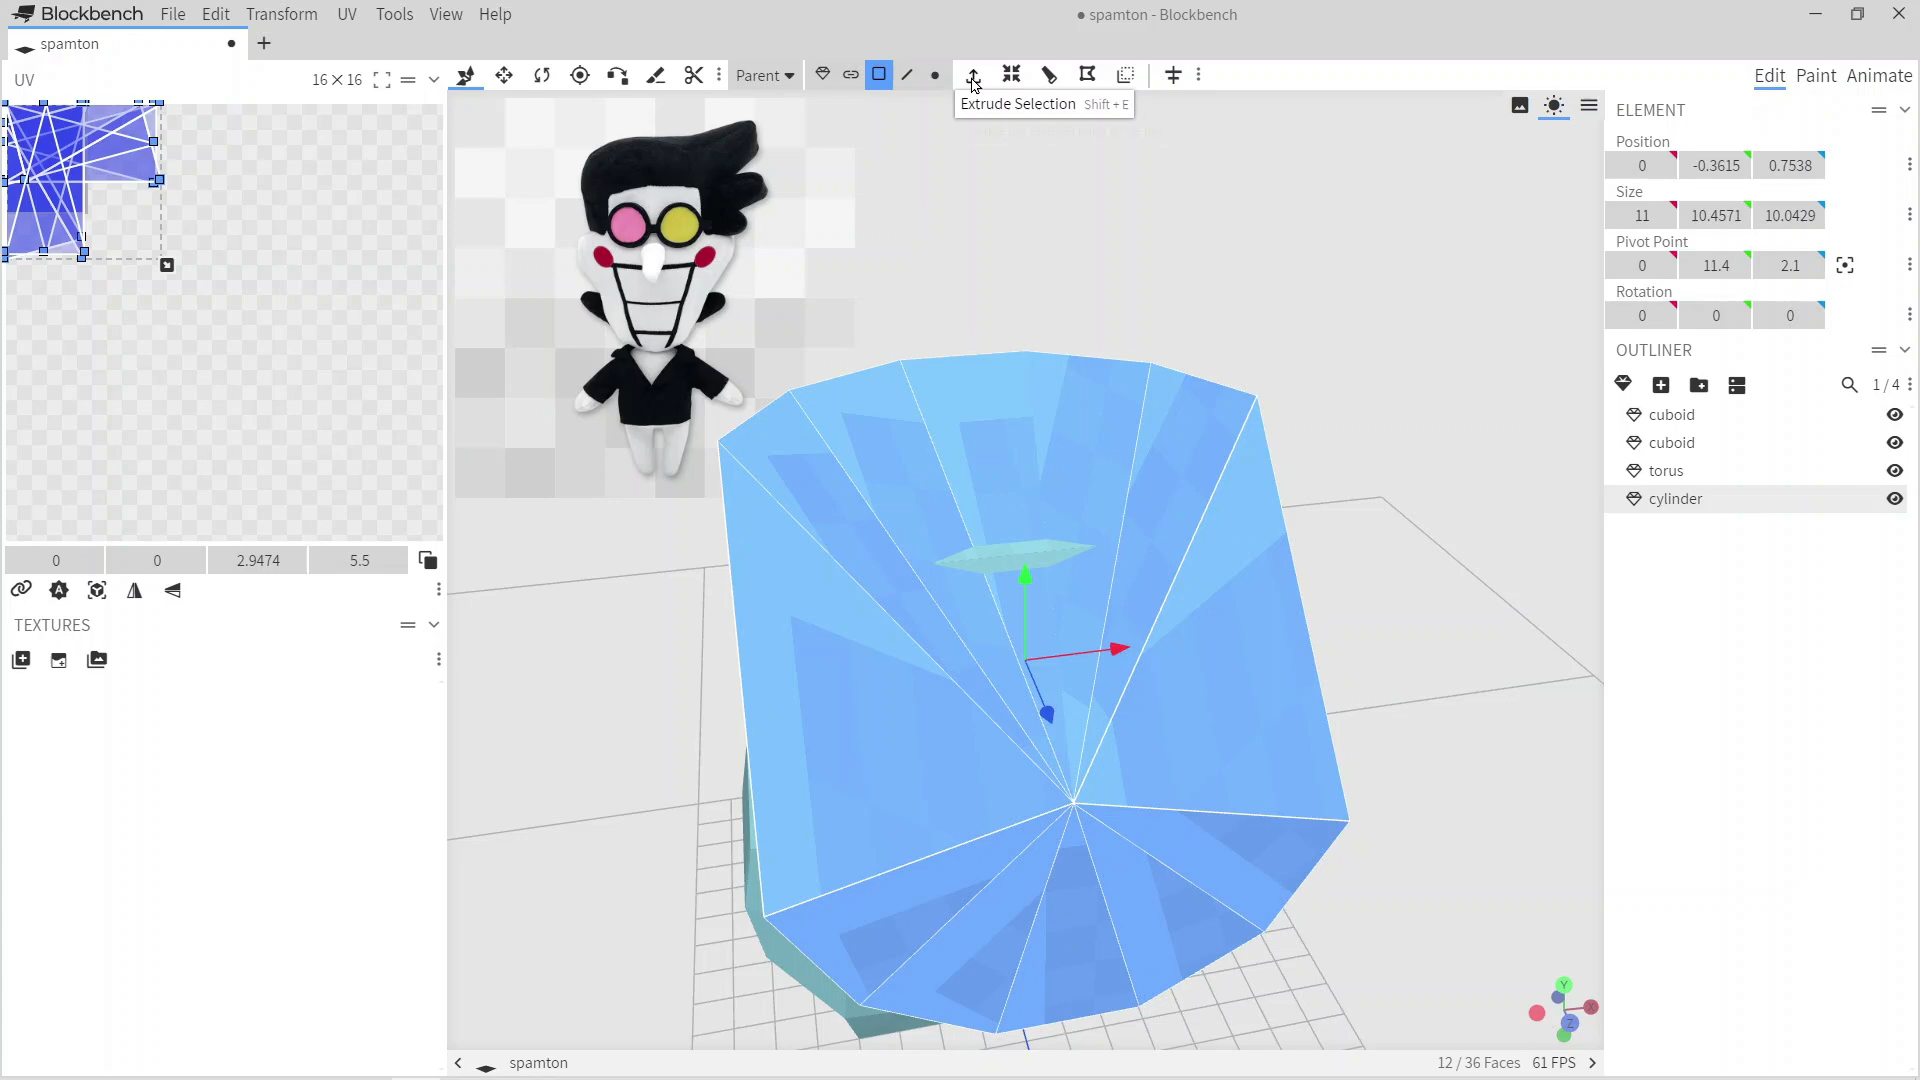 Blockbench File Edit Transform UV Tools View Help
● spamton - Blockbench
spamton
UV 16×16
Parent
Extrude Selection Shift + E
Edit Paint Animate
ELEMENT
Position
0 -0.3615 0.7538
Size
11 10.4571 10.0429
Pivot Point
0 11.4 2.1
Rotation
0 0 0
OUTLINER
1 / 4
cuboid
cuboid
torus
cylinder
0 0 2.9474 5.5
TEXTURES
Y
X
Z
spamton
12 / 36 Faces 61 FPS